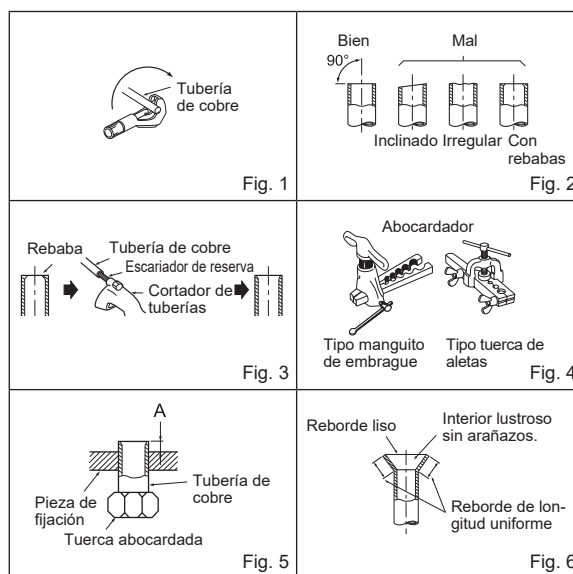 Tubería
de cobre
Fig. 1
Bien
Mal
90°
Inclinado
Irregular
Con
rebabas
Fig. 2
Rebaba
Tubería de cobre
Escariador de reserva
Cortador de
tuberías
Fig. 3
Abocardador
Tipo manguito
de embrague
Tipo tuerca de
aletas
Fig. 4
A
Tubería de
cobre
Pieza de
fijación
Tuerca abocardada
Fig. 5
Reborde liso
Interior lustroso
sin arañazos.
Reborde de lon-
gitud uniforme
Fig. 6